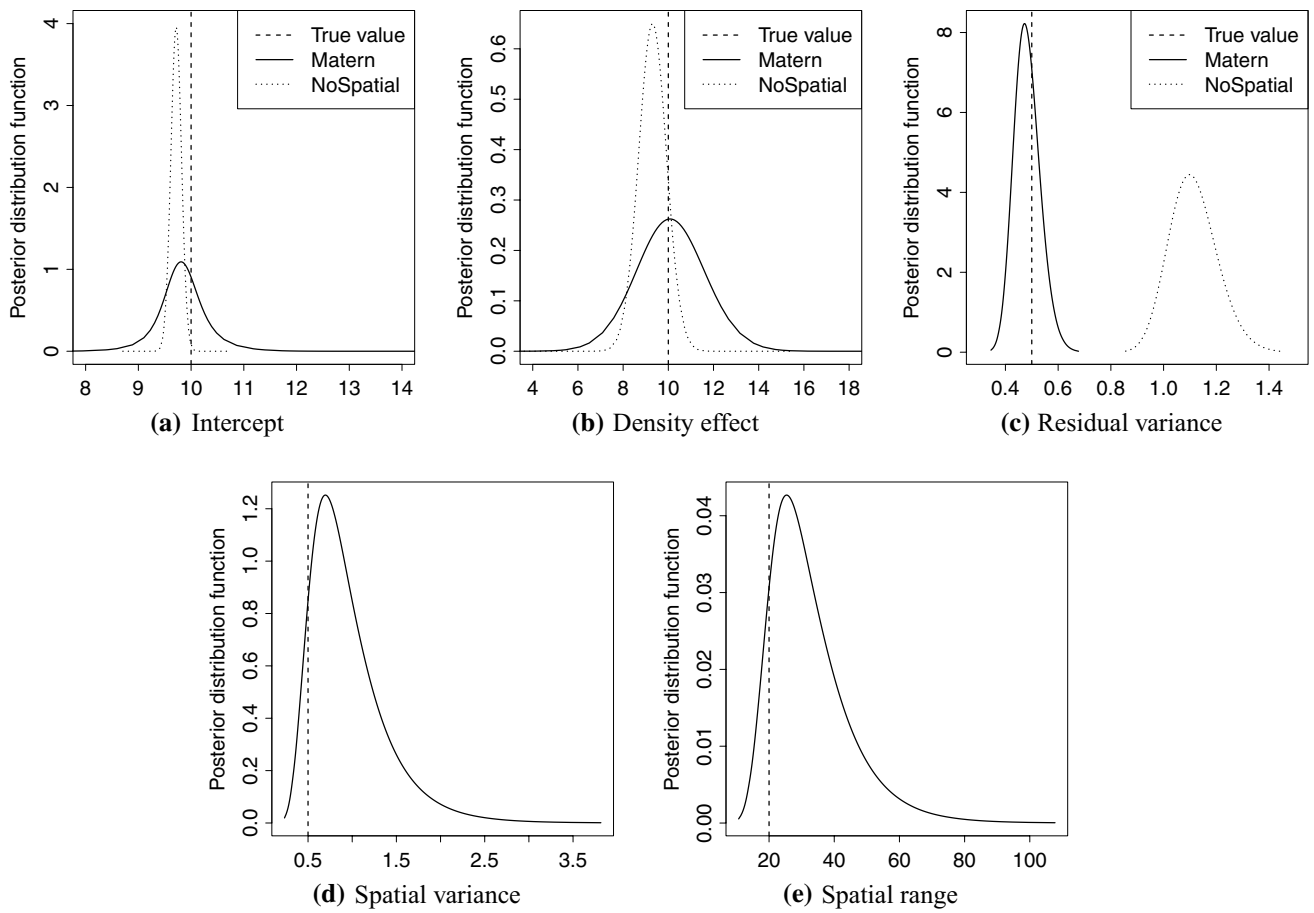 Posterior distribution function
0 1 2 3 4
True value
Matern
NoSpatial
8 9 10 11 12 13 14
(a) Intercept
Posterior distribution function
0.0 0.1 0.2 0.3 0.4 0.5 0.6
True value
Matern
NoSpatial
4 6 8 10 12 14 16 18
(b) Density effect
Posterior distribution function
0 2 4 6 8
True value
Matern
NoSpatial
0.4 0.6 0.8 1.0 1.2 1.4
(c) Residual variance
Posterior distribution function
0.0 0.2 0.4 0.6 0.8 1.0 1.2
0.5 1.5 2.5 3.5
(d) Spatial variance
Posterior distribution function
0.00 0.01 0.02 0.03 0.04
20 40 60 80 100
(e) Spatial range